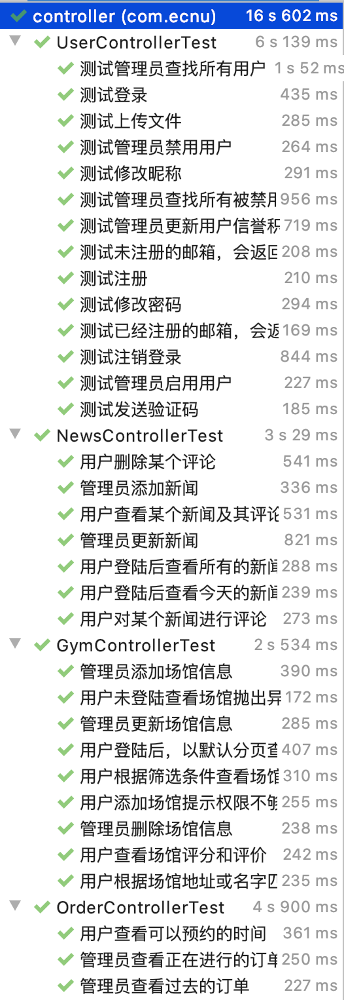 controller (com.ecnu) 16 s 602 ms
UserControllerTest 6 s 139 ms
测试管理员查找所有用户 1 s 52 ms
测试登录 435 ms
测试上传文件 285 ms
测试管理员禁用用户 264 ms
测试修改昵称 291 ms
测试管理员查找所有被禁用 956 ms
测试管理员更新用户信誉积 719 ms
测试未注册的邮箱，会返回 208 ms
测试注册 210 ms
测试修改密码 294 ms
测试已经注册的邮箱，会返 169 ms
测试注销登录 844 ms
测试管理员启用用户 227 ms
测试发送验证码 185 ms
NewsControllerTest 3 s 29 ms
用户删除某个评论 541 ms
管理员添加新闻 336 ms
用户查看某个新闻及其评论 531 ms
管理员更新新闻 821 ms
用户登陆后查看所有的新闻 288 ms
用户登陆后查看今天的新闻 239 ms
用户对某个新闻进行评论 273 ms
GymControllerTest 2 s 534 ms
管理员添加场馆信息 390 ms
用户未登陆查看场馆抛出异 172 ms
管理员更新场馆信息 285 ms
用户登陆后，以默认分页查 407 ms
用户根据筛选条件查看场馆 310 ms
用户添加场馆提示权限不够 255 ms
管理员删除场馆信息 238 ms
用户查看场馆评分和评价 242 ms
用户根据场馆地址或名字匹 235 ms
OrderControllerTest 4 s 900 ms
用户查看可以预约的时间 361 ms
管理员查看正在进行的订单 250 ms
管理员查看过去的订单 227 ms